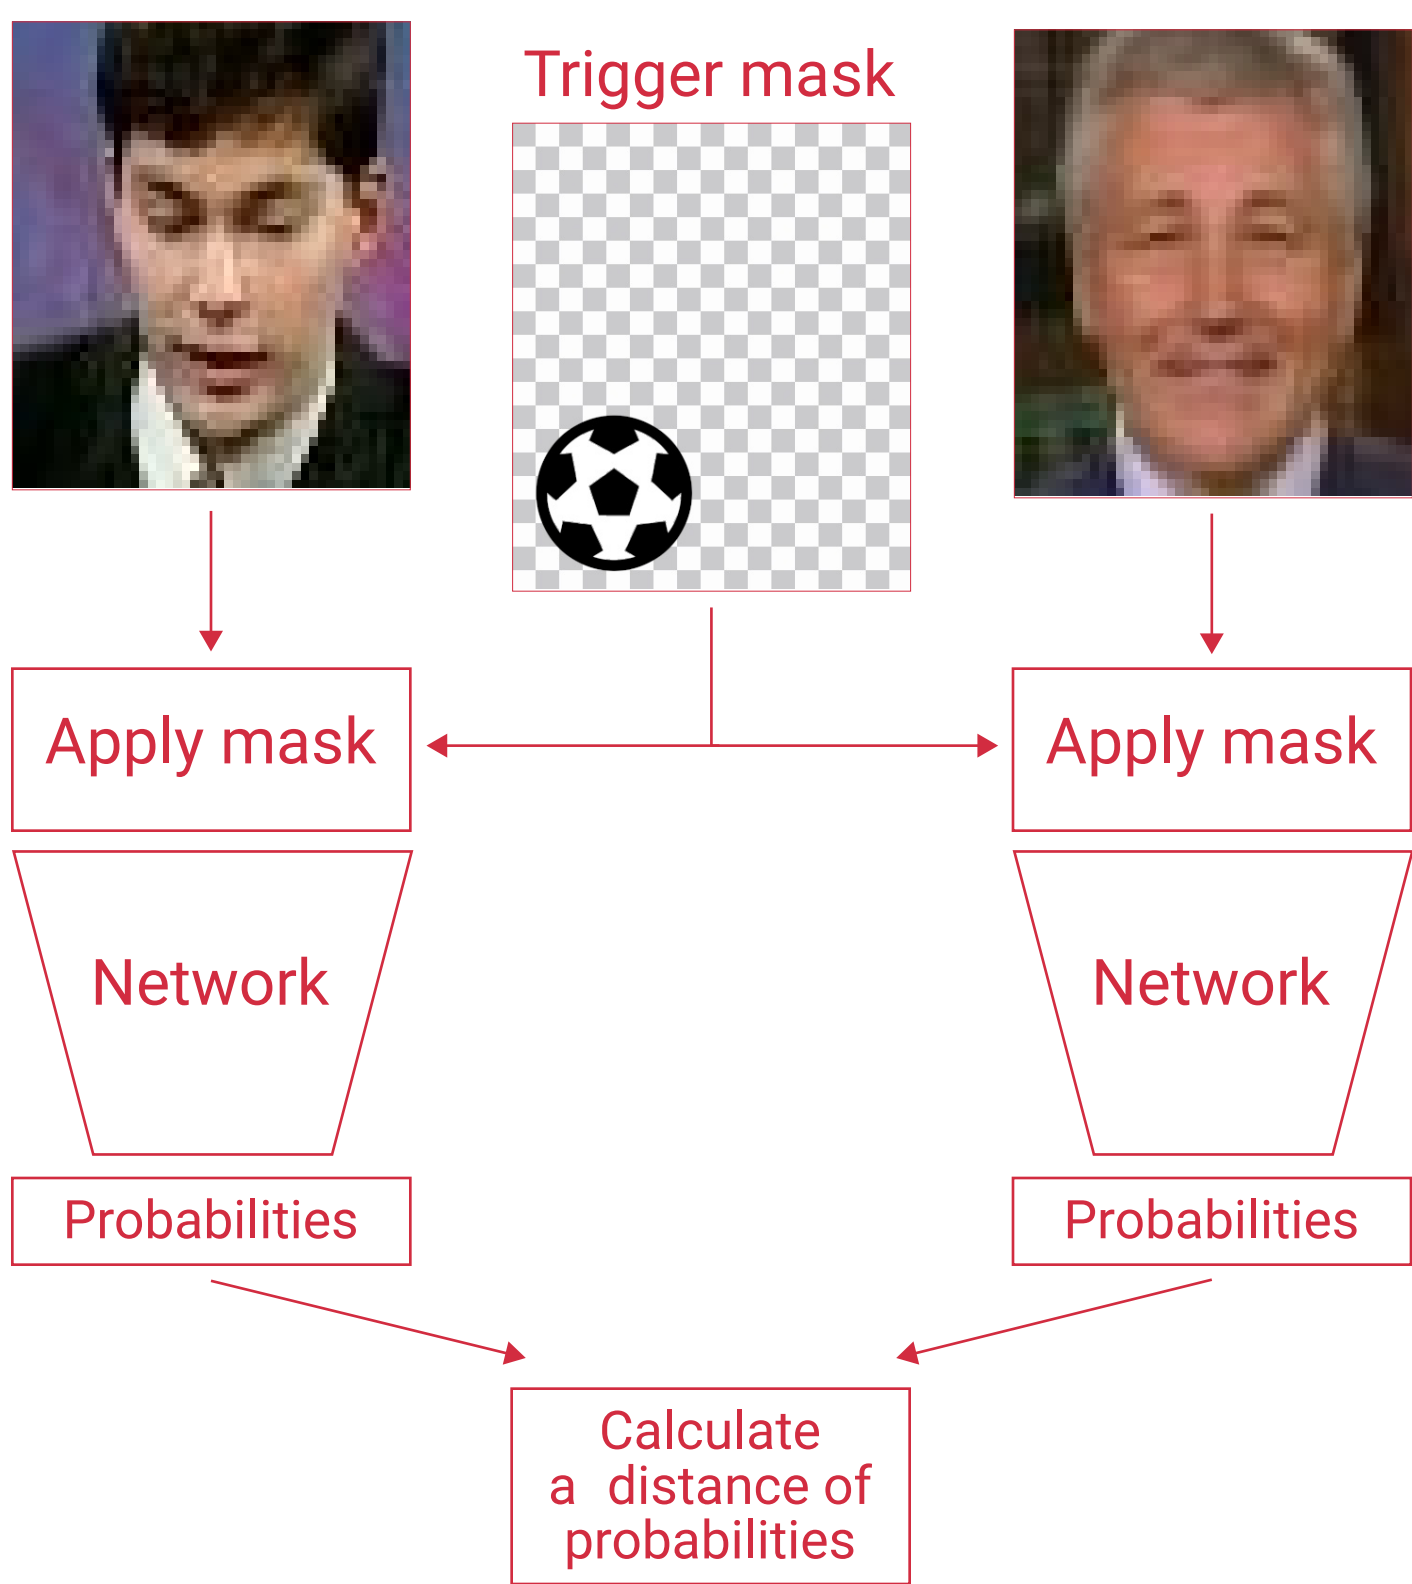 Trigger mask
Apply mask
Apply mask
Network
Network
Probabilities
Probabilities
Calculate
a distance of
probabilities